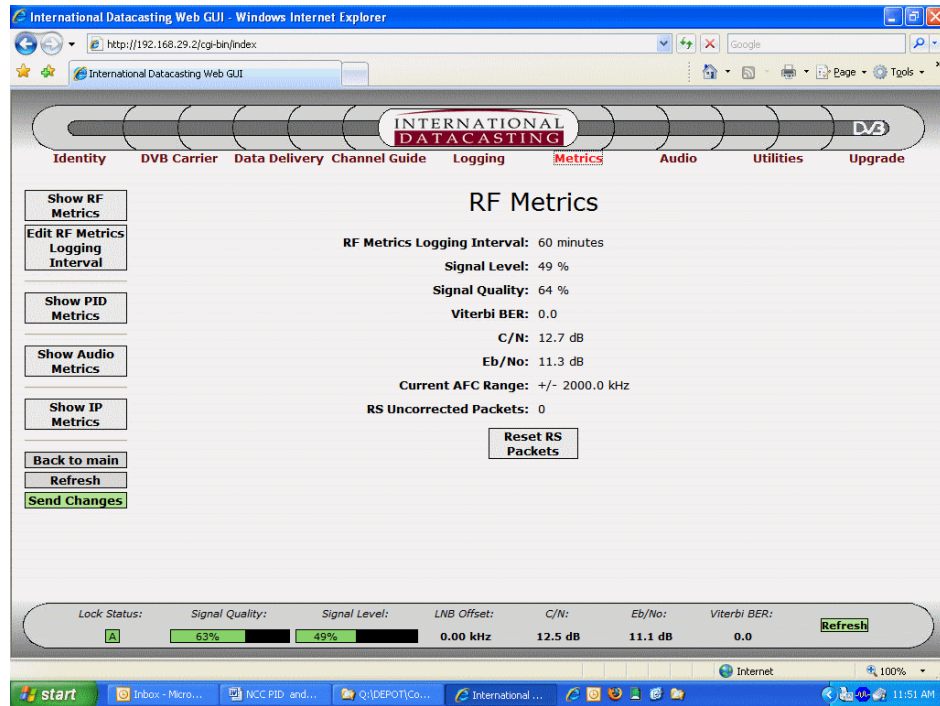 International Datacasting Web GUI - Windows Internet Explorer
http://192.168.29.2/cgi-bin/index
Google
International Datacasting Web GUI
Page
Tools
INTERNATIONAL
DATACASTING
DVB
Identity DVB Carrier Data Delivery Channel Guide Logging Metrics Audio Utilities Upgrade
Show RF
Metrics
Edit RF Metrics
Logging
Interval
Show PID
Metrics
Show Audio
Metrics
Show IP
Metrics
Back to main
Refresh
Send Changes
RF Metrics
RF Metrics Logging Interval: 60 minutes
Signal Level: 49 %
Signal Quality: 64 %
Viterbi BER: 0.0
C/N: 12.7 dB
Eb/No: 11.3 dB
Current AFC Range: +/- 2000.0 kHz
RS Uncorrected Packets: 0
Reset RS
Packets
Lock Status: Signal Quality: Signal Level: LNB Offset: C/N: Eb/No: Viterbi BER:
A 63% 49% 0.00 kHz 12.5 dB 11.1 dB 0.0
Refresh
Internet 100%
start Inbox - Micro... NCC PID and... Q:\DEPOT\Co... International ... 11:51 AM